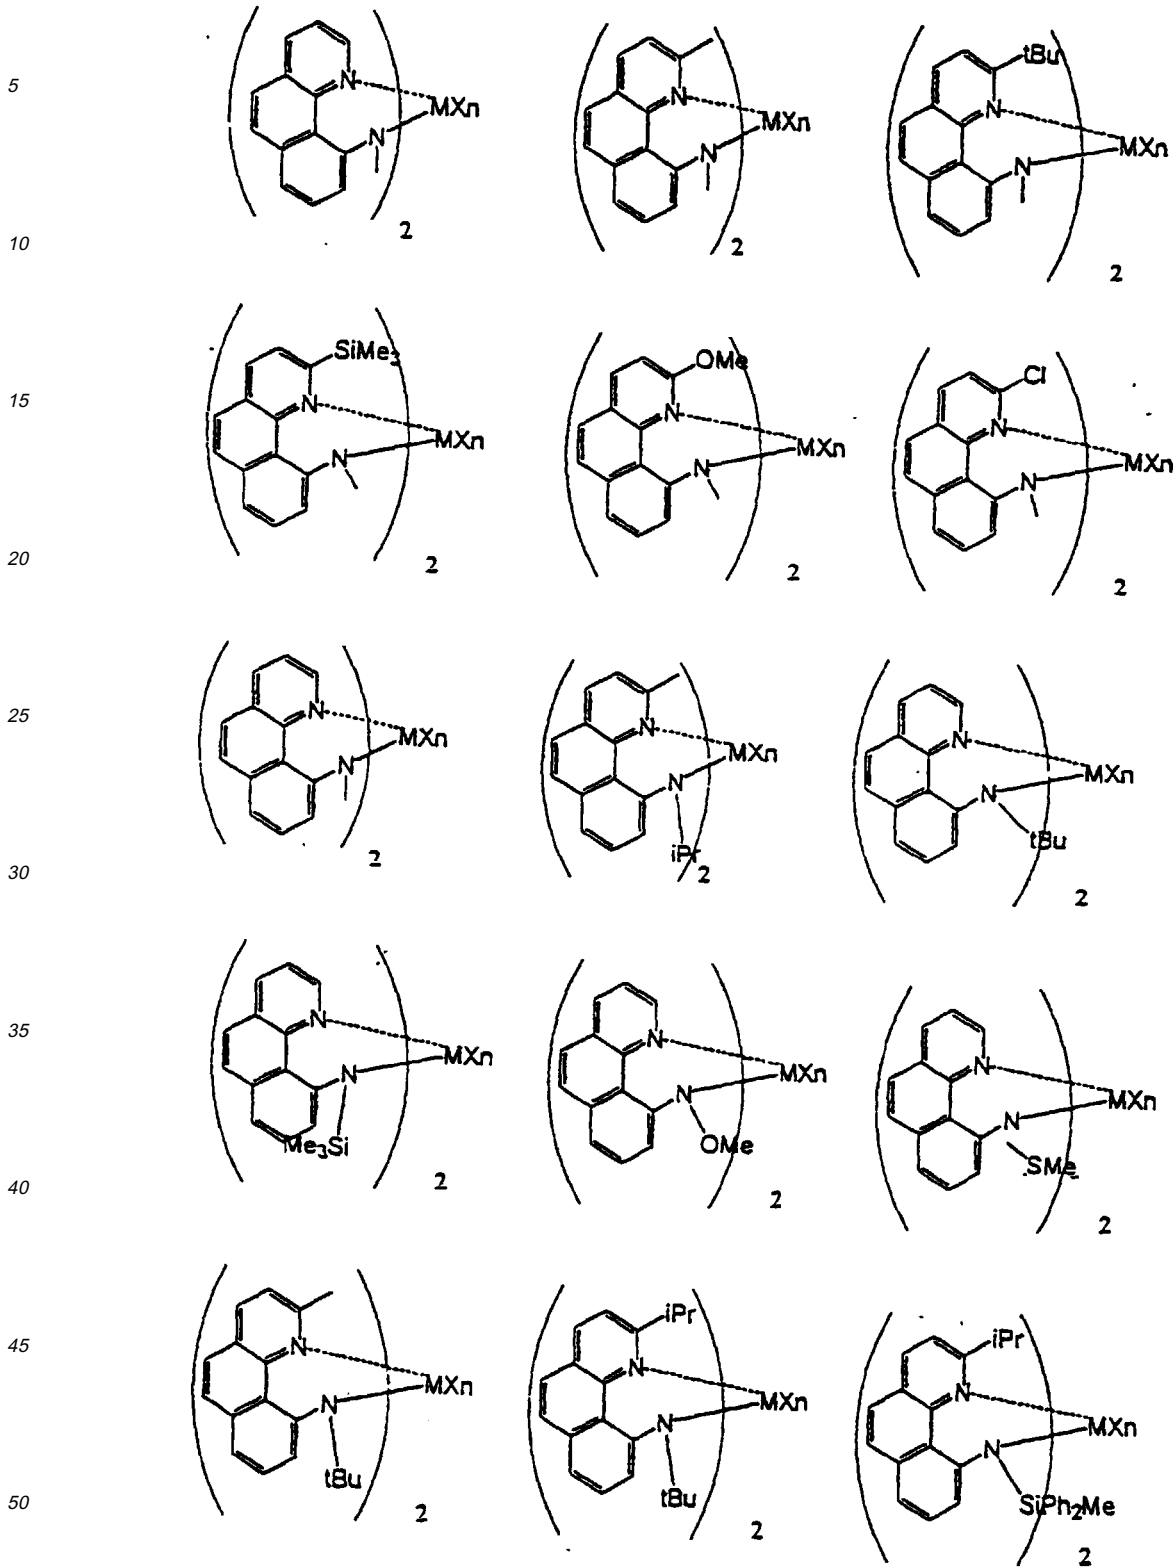 5
N MXn N 2
N MXn N 2
tBu N MXn N 2
10
SiMe3 N MXn N 2
OMe N MXn N 2
Cl N MXn N 2
15
20
N MXn N 2
N MXn N iPr 2
N MXn N tBu 2
25
30
N MXn N Me3Si 2
N MXn N OMe 2
N MXn N SMe 2
35
40
N MXn N tBu 2
iPr N MXn N tBu 2
iPr N MXn N SiPh2Me 2
45
50